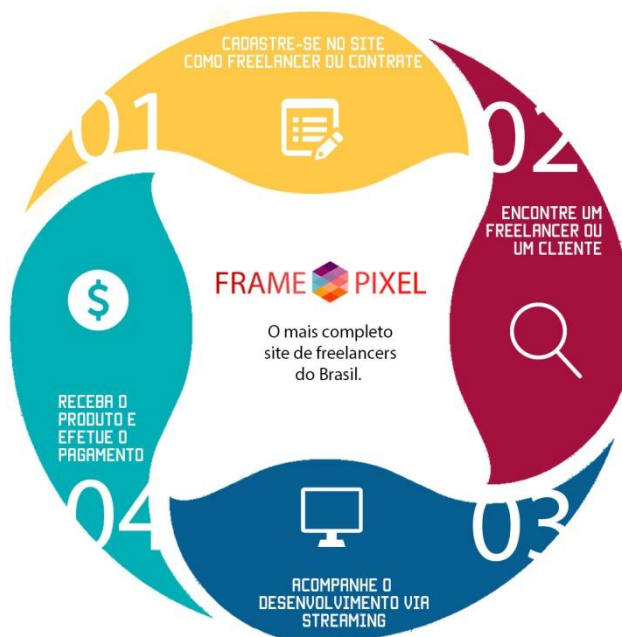 CADASTRE-SE NO SITE
COMO FREELANCER OU CONTRATE
01
02
ENCONTRE UM
FREELANCER OU
UM CLIENTE
FRAME PIXEL
O mais completo
site de freelancers
do Brasil.
$
RECEBA O
PRODUTO E
EFETUE O
PAGAMENTO
04
03
ACOMPANHE O
DESENVOLVIMENTO VIA
STREAMING